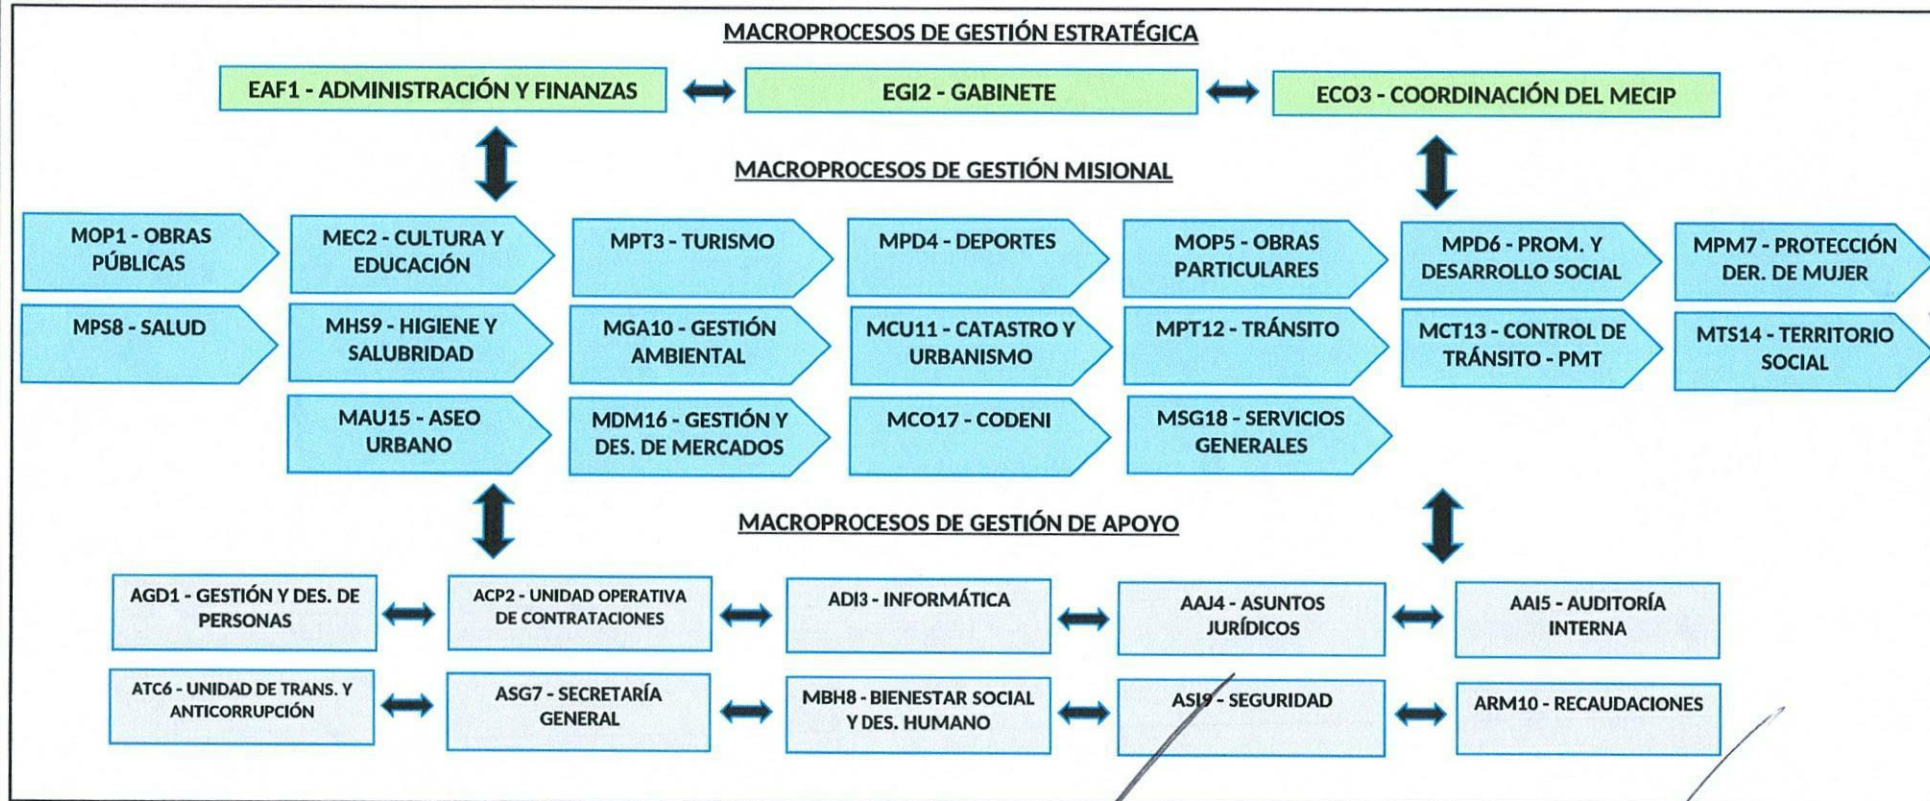 MACROPROCESOS DE GESTIÓN ESTRATÉGICA
EAF1 - ADMINISTRACIÓN Y FINANZAS
EGI2 - GABINETE
ECO3 - COORDINACIÓN DEL MECIP
MACROPROCESOS DE GESTIÓN MISIONAL
MOP1 - OBRAS
PÚBLICAS
MEC2 - CULTURA Y
EDUCACIÓN
MPT3 - TURISMO
MPD4 - DEPORTES
MOP5 - OBRAS
PARTICULARES
MPD6 - PROM. Y
DESARROLLO SOCIAL
MPM7 - PROTECCIÓN
DER. DE MUJER
MPS8 - SALUD
MHS9 - HIGIENE Y
SALUBRIDAD
MGA10 - GESTIÓN
AMBIENTAL
MCU11 - CATASTRO Y
URBANISMO
MPT12 - TRÁNSITO
MCT13 - CONTROL DE
TRÁNSITO - PMT
MTS14 - TERRITORIO
SOCIAL
MAU15 - ASEO
URBANO
MDM16 - GESTIÓN Y
DES. DE MERCADOS
MCO17 - CODENI
MSG18 - SERVICIOS
GENERALES
MACROPROCESOS DE GESTIÓN DE APOYO
AGD1 - GESTIÓN Y DES. DE
PERSONAS
ACP2 - UNIDAD OPERATIVA
DE CONTRATACIONES
ADI3 - INFORMÁTICA
AAJ4 - ASUNTOS
JURÍDICOS
AAI5 - AUDITORÍA
INTERNA
ATC6 - UNIDAD DE TRANS. Y
ANTICORRUPCIÓN
ASG7 - SECRETARÍA
GENERAL
MBH8 - BIENESTAR SOCIAL
Y DES. HUMANO
ASI9 - SEGURIDAD
ARM10 - RECAUDACIONES